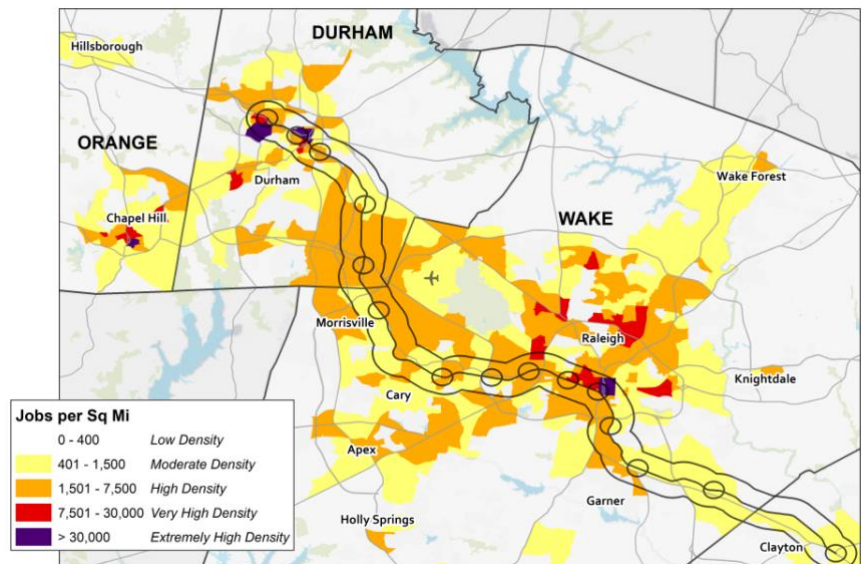 DURHAM
Hillsborough
ORANGE
Durham
Wake Forest
Chapel Hill
WAKE
Morrisville
Raleigh
Knightdale
Cary
Apex
Garner
Holly Springs
Clayton
Jobs per Sq Mi
0 - 400 Low Density
401 - 1,500 Moderate Density
1,501 - 7,500 High Density
7,501 - 30,000 Very High Density
> 30,000 Extremely High Density